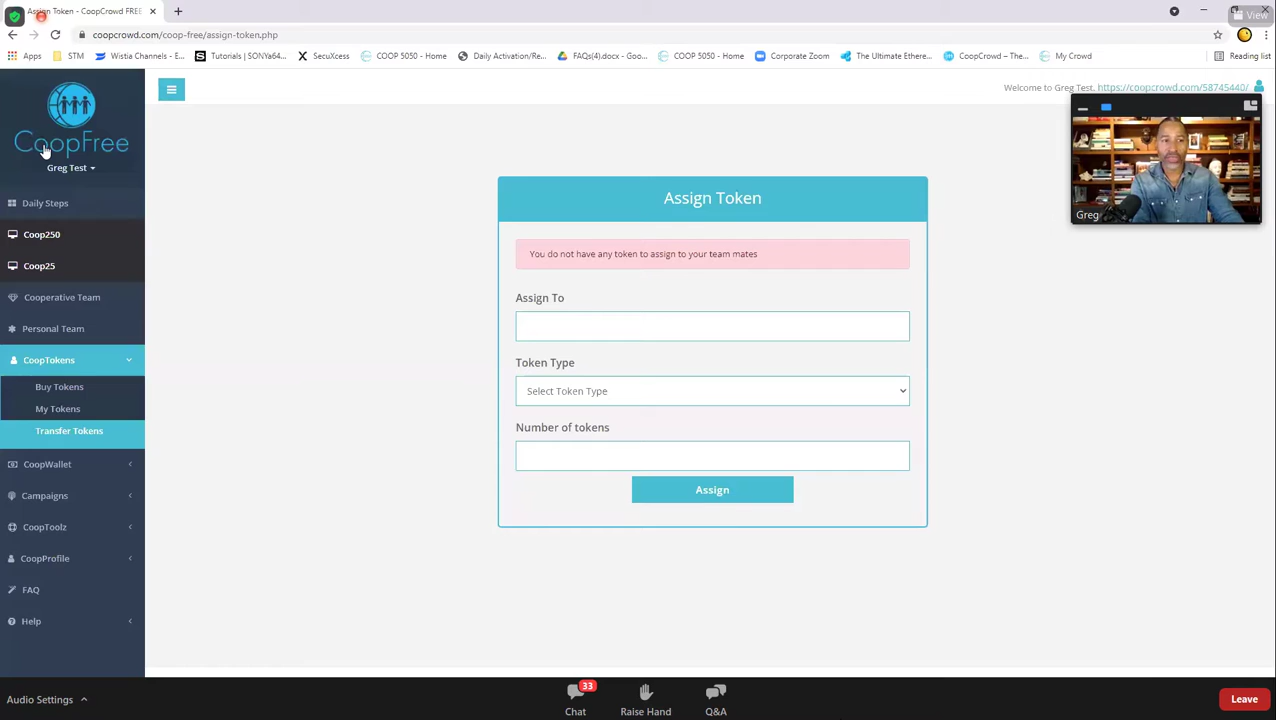 Assign Token - CoopCrowd FREE
View
coopcrowd.com/coop-free/assign-token.php
Apps
STM
Wistia Channels - E...
Tutorials | SONYa64...
SecuXcess
COOP 5050 - Home
Daily Activation/Re...
FAQs(4).docx - Goo...
COOP 5050 - Home
Corporate Zoom
The Ultimate Ethere...
CoopCrowd – The...
My Crowd
Reading list
CoopFree
Greg Test
Welcome to Greg Test, https://coopcrowd.com/58745440/
Greg
Daily Steps
Coop250
Coop25
Cooperative Team
Personal Team
CoopTokens
Buy Tokens
My Tokens
Transfer Tokens
CoopWallet
Campaigns
CoopToolz
CoopProfile
FAQ
Help
Assign Token
You do not have any token to assign to your team mates
Assign To
Token Type
Select Token Type
Number of tokens
Assign
Audio Settings
33
Chat
Raise Hand
Q&A
Leave